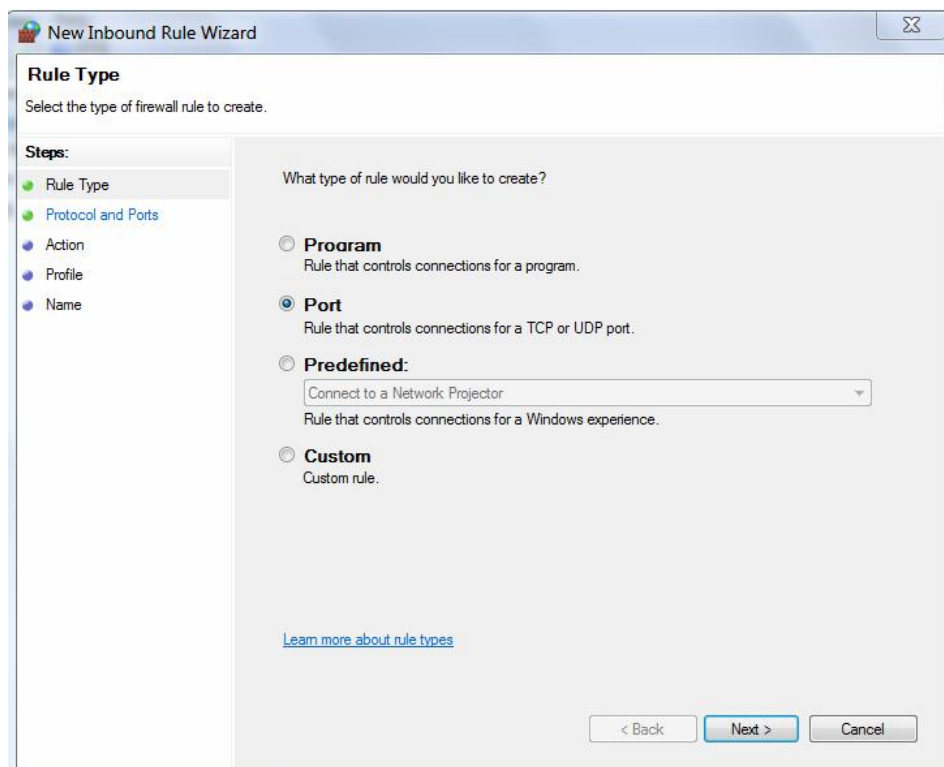 New Inbound Rule Wizard
Rule Type
Select the type of firewall rule to create.
Steps:
Rule Type
Protocol and Ports
Action
Profile
Name
What type of rule would you like to create?
Program
Rule that controls connections for a program.
Port
Rule that controls connections for a TCP or UDP port.
Predefined:
Connect to a Network Projector
Rule that controls connections for a Windows experience.
Custom
Custom rule.
Learn more about rule types
< Back Next > Cancel